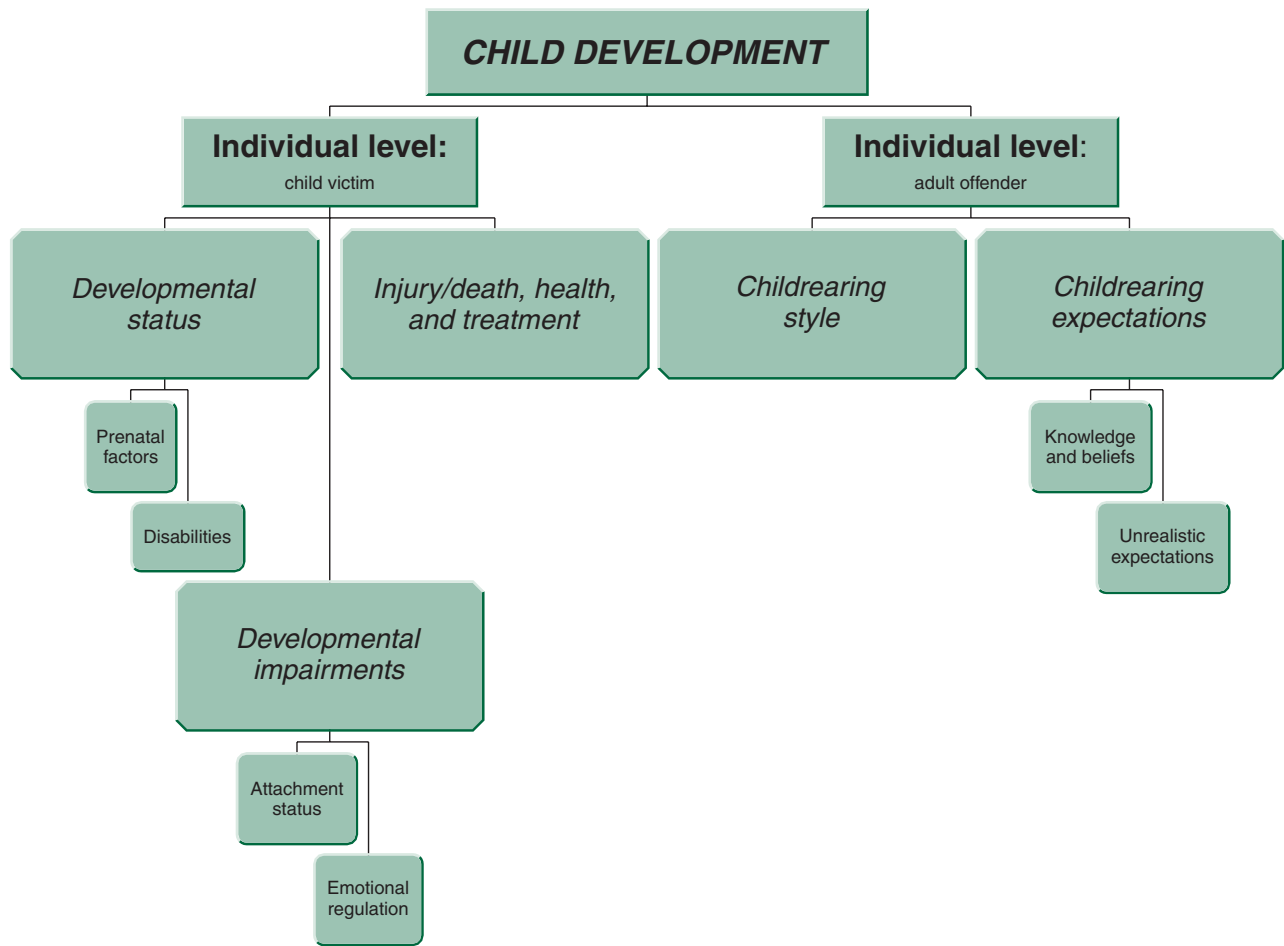 CHILD DEVELOPMENT
Individual level:
child victim
Individual level:
adult offender
Developmental
status
Injury/death, health,
and treatment
Childrearing
style
Childrearing
expectations
Prenatal
factors
Disabilities
Knowledge
and beliefs
Unrealistic
expectations
Developmental
impairments
Attachment
status
Emotional
regulation